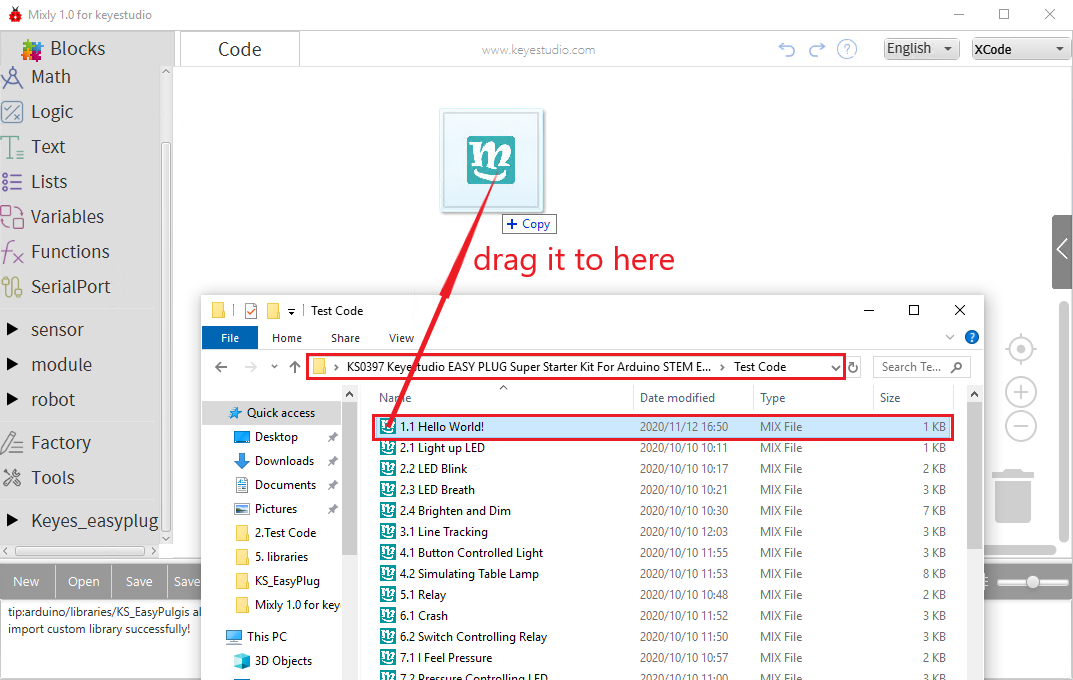 Mixly 1.0 for keyestudio
Blocks
Code
www.keyestudio.com
English
XCode
Math
Logic
Text
Lists
Variables
Functions
SerialPort
sensor
module
robot
Factory
Tools
Keyes_easyplug
+ Copy
drag it to here
New
Open
Save
Save
tip:arduino/libraries/KS_EasyPulgis al
import custom library successfully!
Test Code
File
Home
Share
View
KS0397 Keyestudio EASY PLUG Super Starter Kit For Arduino STEM E... > Test Code
Search Te...
Name Date modified Type Size
Quick access
Desktop
Downloads
Documents
Pictures
2.Test Code
5. libraries
KS_EasyPlug
Mixly 1.0 for key
This PC
3D Objects
1.1 Hello World! 2020/11/12 16:50 MIX File 1 KB
2.1 Light up LED 2020/10/10 10:11 MIX File 1 KB
2.2 LED Blink 2020/10/10 10:17 MIX File 2 KB
2.3 LED Breath 2020/10/10 10:21 MIX File 3 KB
2.4 Brighten and Dim 2020/10/10 10:30 MIX File 7 KB
3.1 Line Tracking 2020/10/10 12:03 MIX File 3 KB
4.1 Button Controlled Light 2020/10/10 11:55 MIX File 3 KB
4.2 Simulating Table Lamp 2020/10/10 11:53 MIX File 8 KB
5.1 Relay 2020/10/10 10:48 MIX File 2 KB
6.1 Crash 2020/10/10 11:52 MIX File 3 KB
6.2 Switch Controlling Relay 2020/10/10 11:50 MIX File 3 KB
7.1 I Feel Pressure 2020/10/10 10:57 MIX File 2 KB
7.2 Pressure Controlling LED 2020/10/10 11:00 MIX File 3 KB